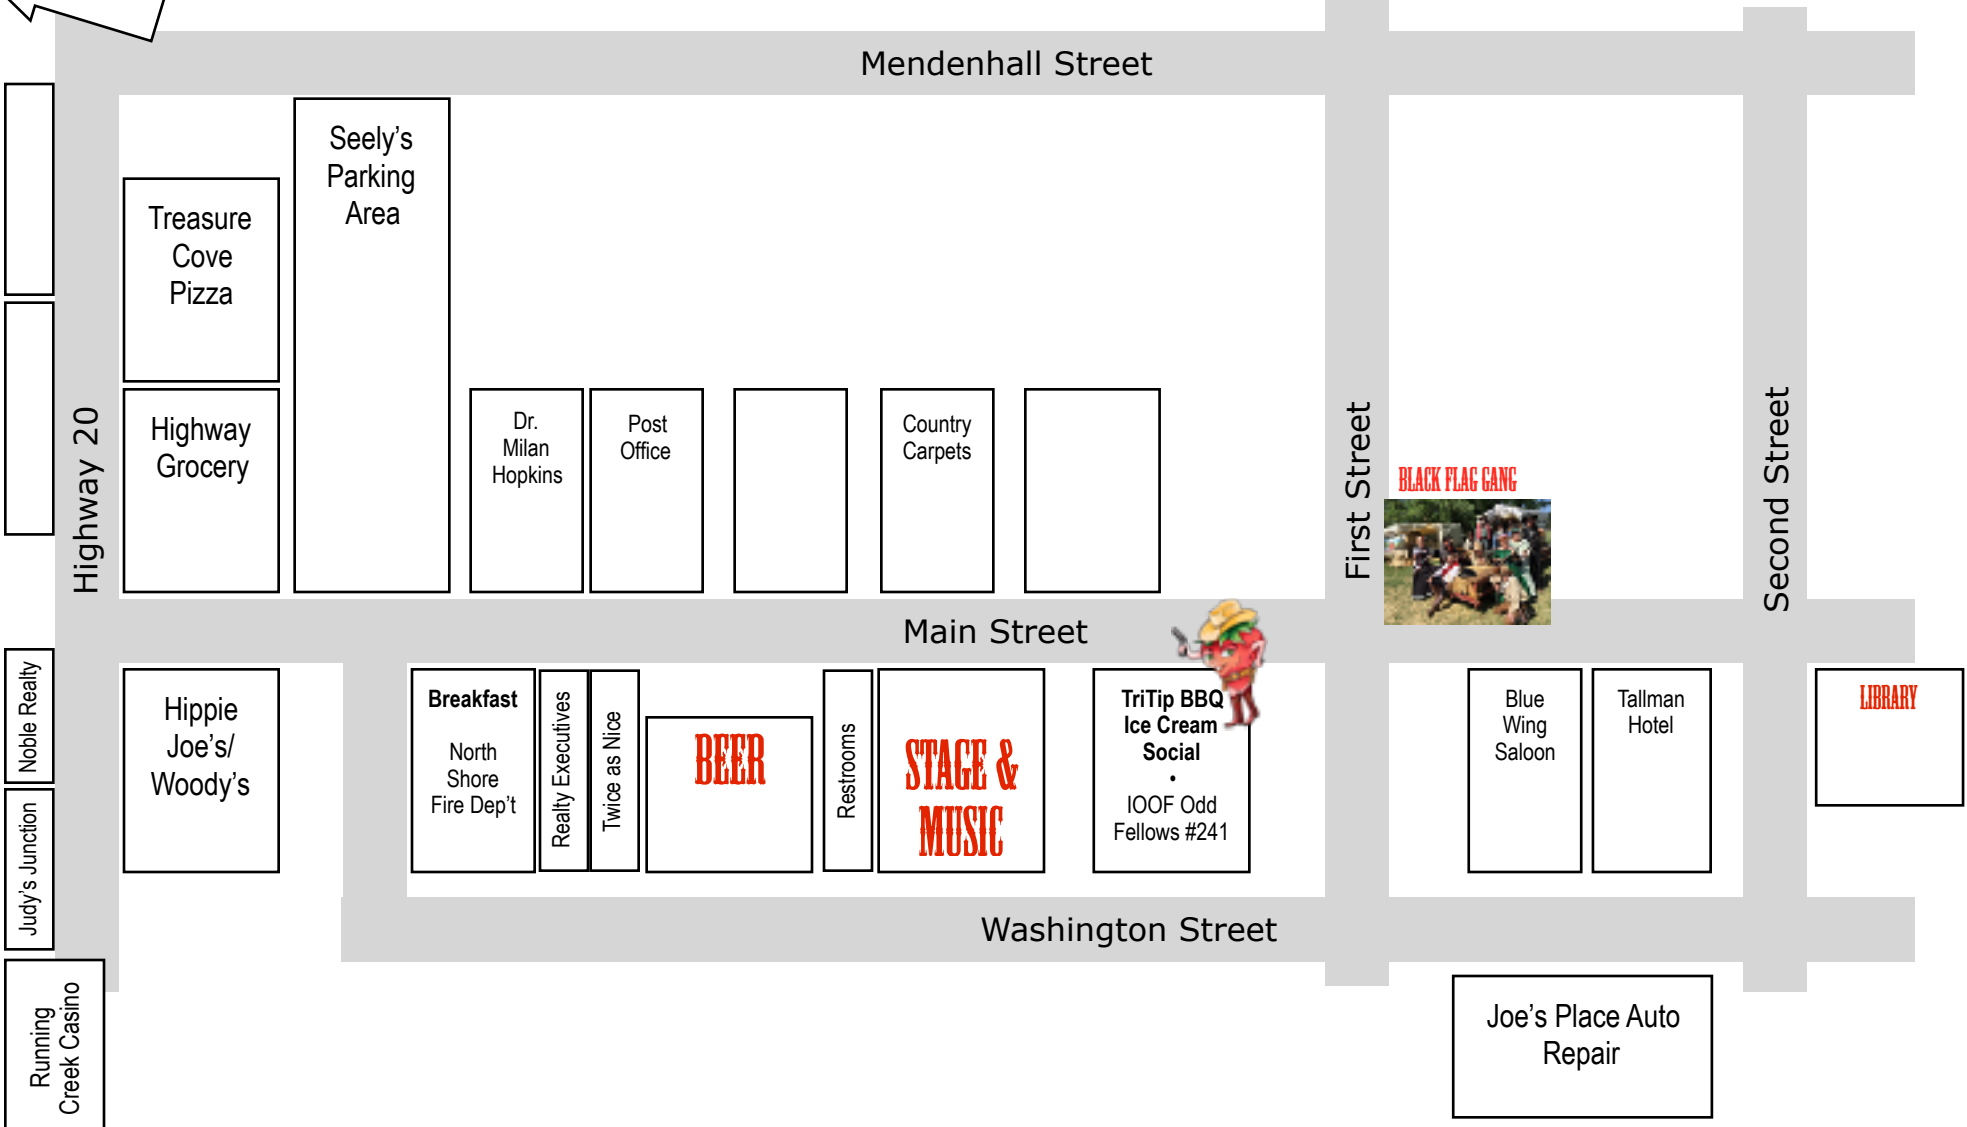 Mendenhall Street
Seely's
Parking
Area
Treasure
Cove
Pizza
Highway 20
Highway
Grocery
Dr.
Milan
Hopkins
Post
Office
Country
Carpets
First Street
BLACK FLAG GANG
Second Street
Main Street
Noble Realty
Hippie
Joe's/
Woody's
Breakfast
North
Shore
Fire Dep't
Realty Executives
Twice as Nice
BEER
Restrooms
STAGE &
MUSIC
TriTip BBQ
Ice Cream
Social
•
IOOF Odd
Fellows #241
Blue
Wing
Saloon
Tallman
Hotel
LIBRARY
Judy's Junction
Washington Street
Running
Creek Casino
Joe's Place Auto
Repair